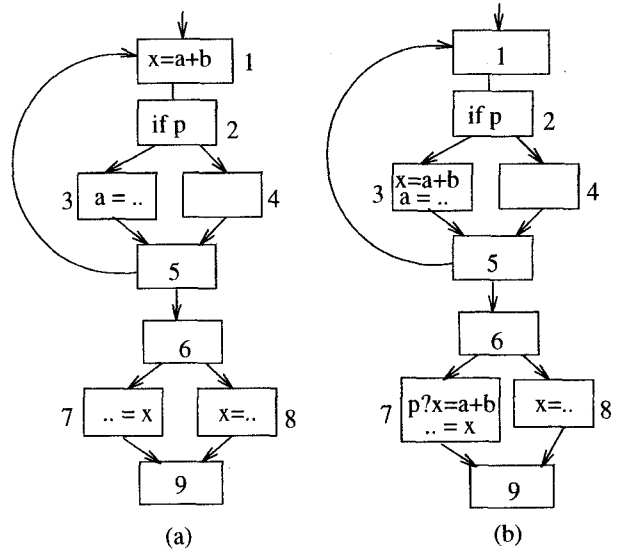 x=a+b 1
if p 2
3 a = .. 4
5
6
7 .. = x x=.. 8
9
(a)
1
if p 2
3 x=a+b
a = .. 4
5
6
7 p?x=a+b
.. = x
x=.. 8
9
(b)